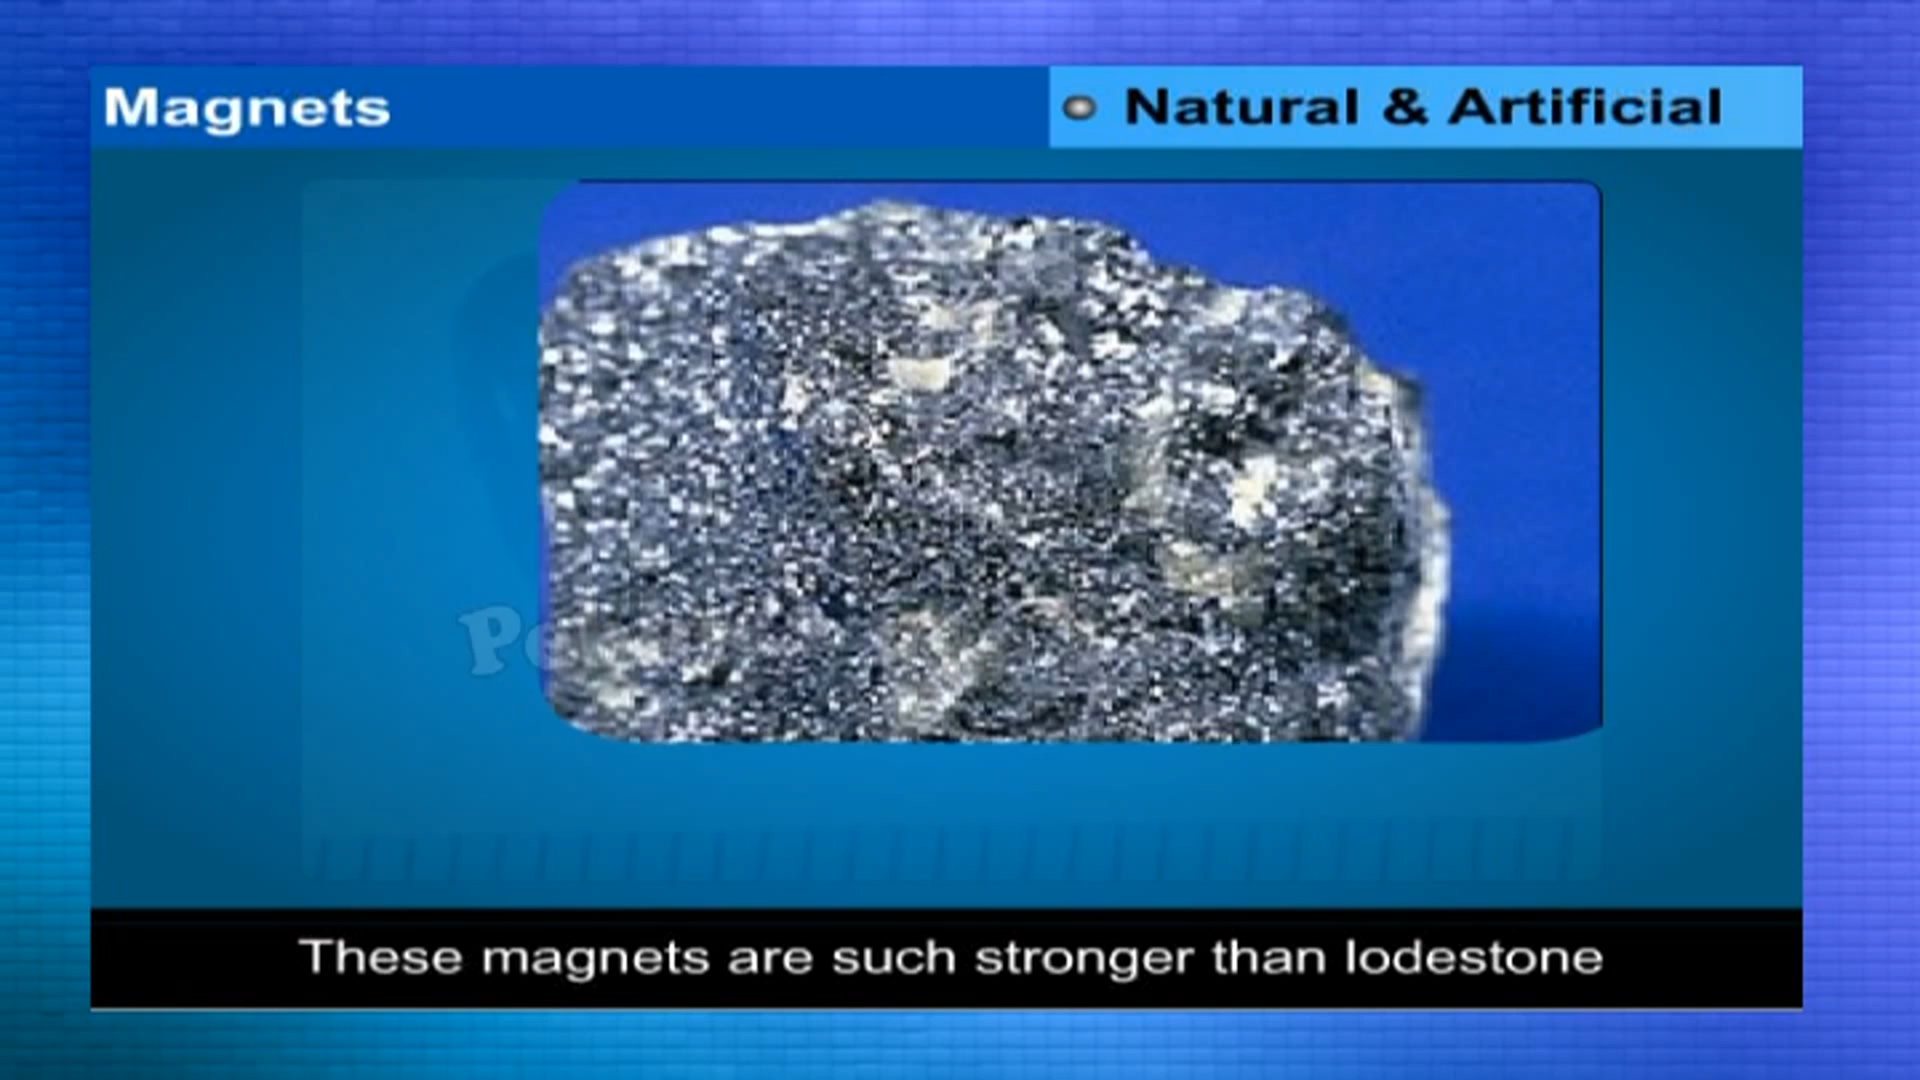 Magnets
Natural & Artificial
These magnets are such stronger than lodestone